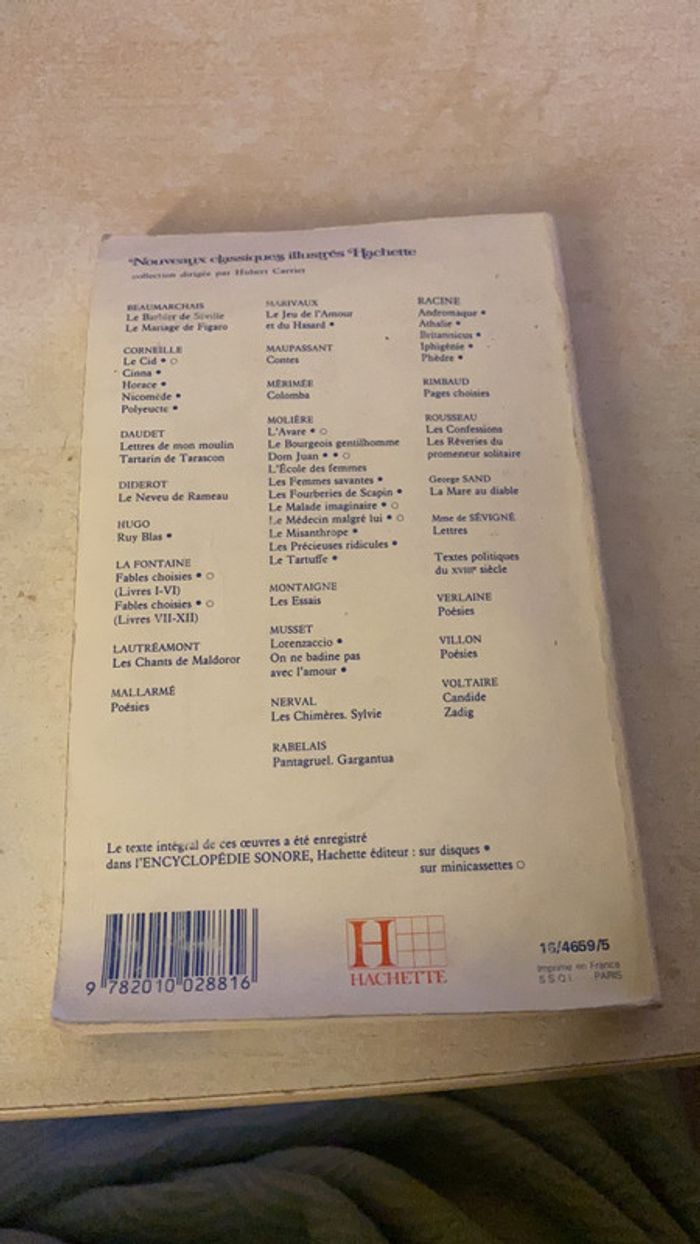 Nouveaux classiques illustrés Hachette
collection dirigée par Hubert Carrier
BEAUMARCHAIS
Le Barbier de Séville
Le Mariage de Figaro
CORNEILLE
Le Cid • ○
Cinna •
Horace •
Nicomède •
Polyeucte •
DAUDET
Lettres de mon moulin
Tartarin de Tarascon
DIDEROT
Le Neveu de Rameau
HUGO
Ruy Blas •
LA FONTAINE
Fables choisies • ○
(Livres I-VI)
Fables choisies • ○
(Livres VII-XII)
LAUTRÉAMONT
Les Chants de Maldoror
MALLARMÉ
Poésies
MARIVAUX
Le Jeu de l'Amour
et du Hasard •
MAUPASSANT
Contes
MÉRIMÉE
Colomba
MOLIÈRE
L'Avare • ○
Le Bourgeois gentilhomme
Dom Juan • • ○
L'École des femmes
Les Femmes savantes •
Les Fourberies de Scapin •
Le Malade imaginaire • ○
Le Médecin malgré lui • ○
Le Misanthrope •
Les Précieuses ridicules •
Le Tartuffe •
MONTAIGNE
Les Essais
MUSSET
Lorenzaccio •
On ne badine pas
avec l'amour •
NERVAL
Les Chimères. Sylvie
RABELAIS
Pantagruel. Gargantua
RACINE
Andromaque •
Athalie •
Britannicus •
Iphigénie •
Phèdre •
RIMBAUD
Pages choisies
ROUSSEAU
Les Confessions
Les Rêveries du
promeneur solitaire
George SAND
La Mare au diable
Mme de SÉVIGNÉ
Lettres
Textes politiques
du XVIIIe siècle
VERLAINE
Poésies
VILLON
Poésies
VOLTAIRE
Candide
Zadig
Le texte intégral de ces œuvres a été enregistré
dans l'ENCYCLOPÉDIE SONORE, Hachette éditeur : sur disques •
sur minicassettes ○
9 782010 028816
H
HACHETTE
16/4659/5
Imprimé en France
PARIS